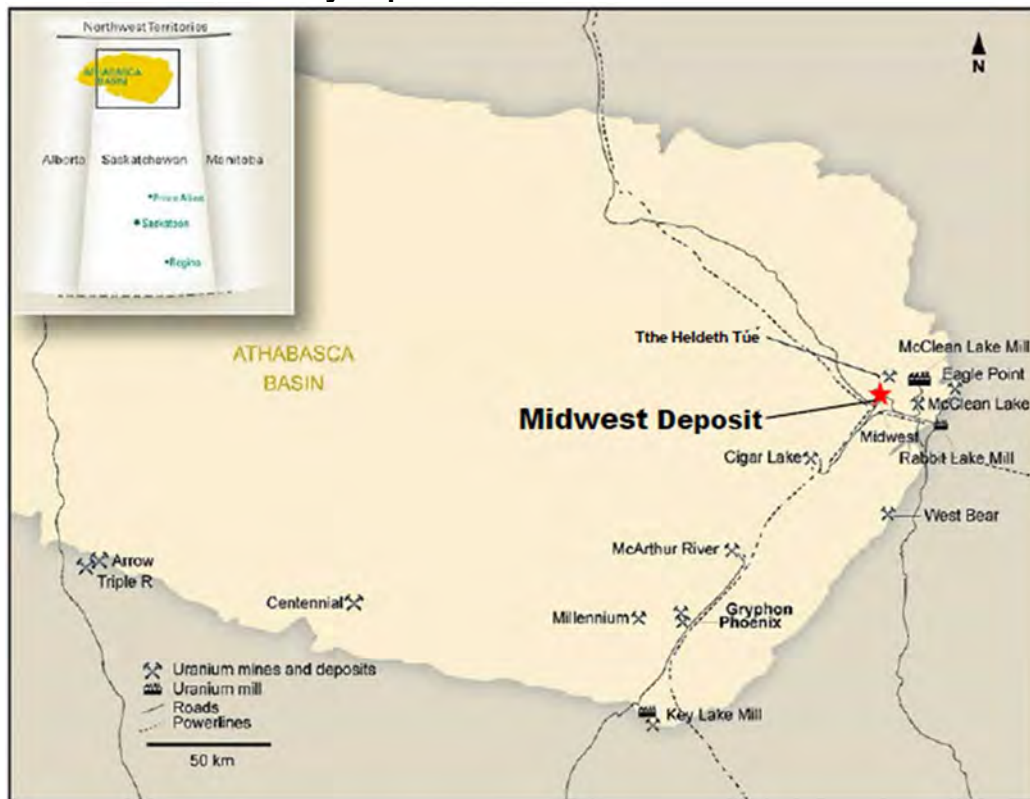 Northwest Territories
ATHABASCA
BASIN
Alberta
Saskatchewan
Manitoba
Prince Albert
Saskatoon
Regina
N
ATHABASCA
BASIN
Tthe Heldeth Túé
McClean Lake Mill
Eagle Point
McClean Lake
Midwest Deposit
Midwest
Rabbit Lake Mill
Cigar Lake
West Bear
McArthur River
Arrow
Triple R
Centennial
Millennium
Gryphon
Phoenix
Key Lake Mill
Uranium mines and deposits
Uranium mill
Roads
Powerlines
50 km